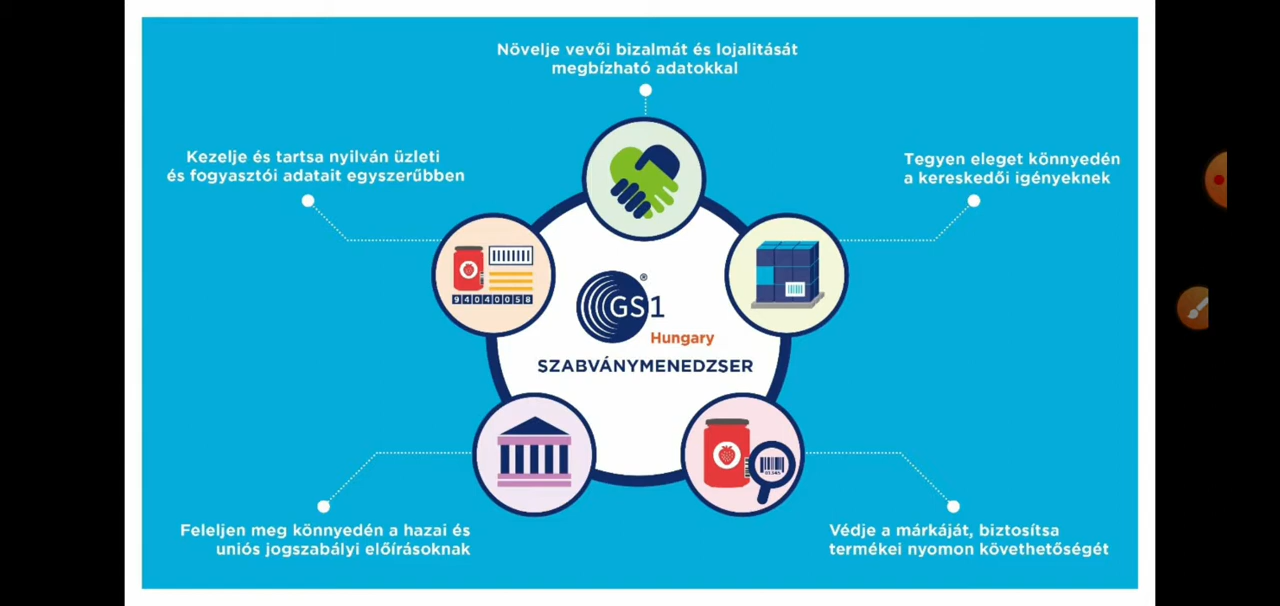 Növelje vevői bizalmát és lojalitását
megbízható adatokkal
Kezelje és tartsa nyilván üzleti
és fogyasztói adatait egyszerűbben
Tegyen eleget könnyedén
a kereskedői igényeknek
94040058
GS1®
Hungary
SZABVÁNYMENEDZSER
12345
Feleljen meg könnyedén a hazai és
uniós jogszabályi előírásoknak
Védje a márkáját, biztosítsa
termékei nyomon követhetőségét